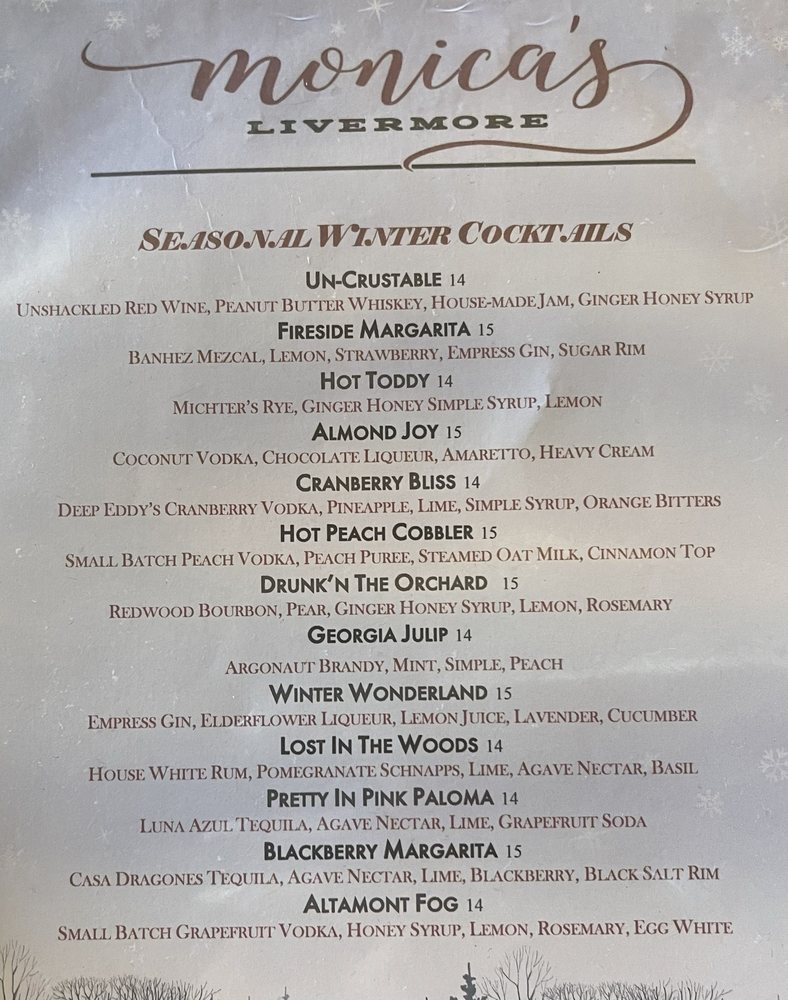 monica's
LIVERMORE
SEASONAL WINTER COCKTAILS
UN-CRUSTABLE 14
UNSHACKLED RED WINE, PEANUT BUTTER WHISKEY, HOUSE-MADE JAM, GINGER HONEY SYRUP
FIRESIDE MARGARITA 15
BANHEZ MEZCAL, LEMON, STRAWBERRY, EMPRESS GIN, SUGAR RIM
HOT TODDY 14
MICHTER'S RYE, GINGER HONEY SIMPLE SYRUP, LEMON
ALMOND JOY 15
COCONUT VODKA, CHOCOLATE LIQUEUR, AMARETTO, HEAVY CREAM
CRANBERRY BLISS 14
DEEP EDDY'S CRANBERRY VODKA, PINEAPPLE, LIME, SIMPLE SYRUP, ORANGE BITTERS
HOT PEACH COBBLER 15
SMALL BATCH PEACH VODKA, PEACH PUREE, STEAMED OAT MILK, CINNAMON TOP
DRUNK'N THE ORCHARD 15
REDWOOD BOURBON, PEAR, GINGER HONEY SYRUP, LEMON, ROSEMARY
GEORGIA JULIP 14
ARGONAUT BRANDY, MINT, SIMPLE, PEACH
WINTER WONDERLAND 15
EMPRESS GIN, ELDERFLOWER LIQUEUR, LEMON JUICE, LAVENDER, CUCUMBER
LOST IN THE WOODS 14
HOUSE WHITE RUM, POMEGRANATE SCHNAPPS, LIME, AGAVE NECTAR, BASIL
PRETTY IN PINK PALOMA 14
LUNA AZUL TEQUILA, AGAVE NECTAR, LIME, GRAPEFRUIT SODA
BLACKBERRY MARGARITA 15
CASA DRAGONES TEQUILA, AGAVE NECTAR, LIME, BLACKBERRY, BLACK SALT RIM
ALTAMONT FOG 14
SMALL BATCH GRAPEFRUIT VODKA, HONEY SYRUP, LEMON, ROSEMARY, EGG WHITE